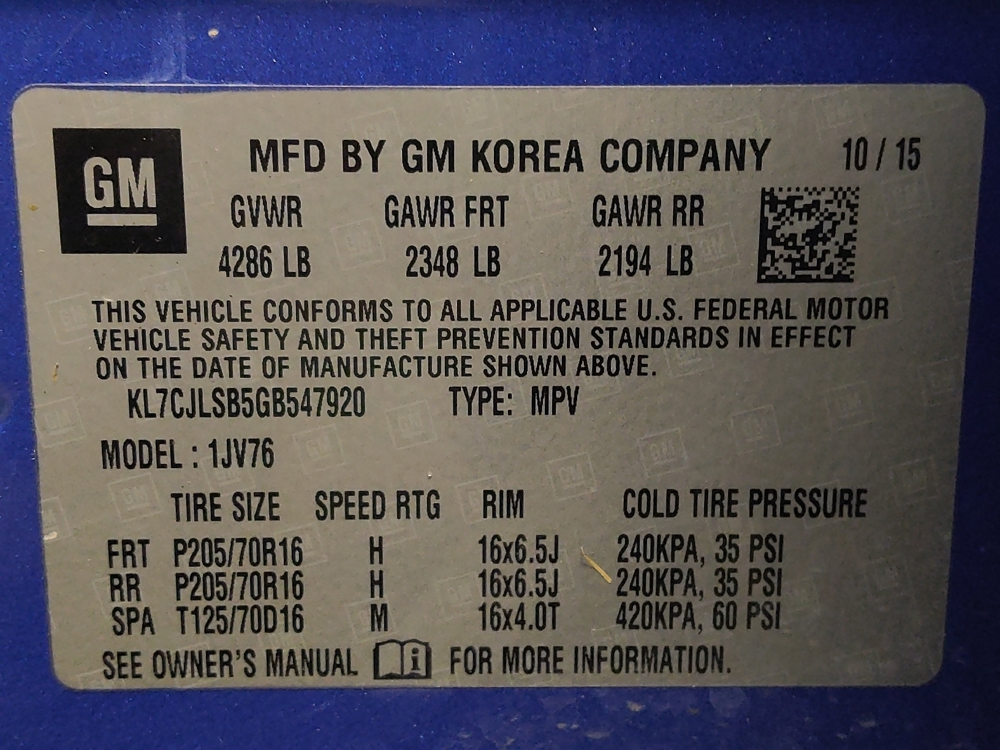 GM
MFD BY GM KOREA COMPANY 10 / 15
GVWR GAWR FRT GAWR RR
4286 LB 2348 LB 2194 LB
THIS VEHICLE CONFORMS TO ALL APPLICABLE U.S. FEDERAL MOTOR
VEHICLE SAFETY AND THEFT PREVENTION STANDARDS IN EFFECT
ON THE DATE OF MANUFACTURE SHOWN ABOVE.
KL7CJLSB5GB547920 TYPE: MPV
MODEL : 1JV76
TIRE SIZE SPEED RTG RIM COLD TIRE PRESSURE
FRT P205/70R16 H 16x6.5J 240KPA, 35 PSI
RR P205/70R16 H 16x6.5J 240KPA, 35 PSI
SPA T125/70D16 M 16x4.0T 420KPA, 60 PSI
SEE OWNER'S MANUAL i FOR MORE INFORMATION.